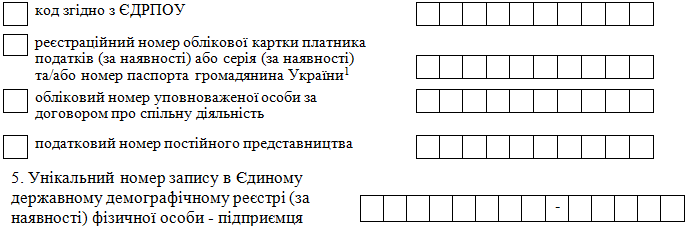 код згідно з ЄДРПОУ
реєстраційний номер облікової картки платника
податків (за наявності) або серія (за наявності)
та/або номер паспорта громадянина України1
обліковий номер уповноваженої особи за
договором про спільну діяльність
податковий номер постійного представництва
5. Унікальний номер запису в Єдиному
державному демографічному реєстрі (за
наявності) фізичної особи - підприємця
-